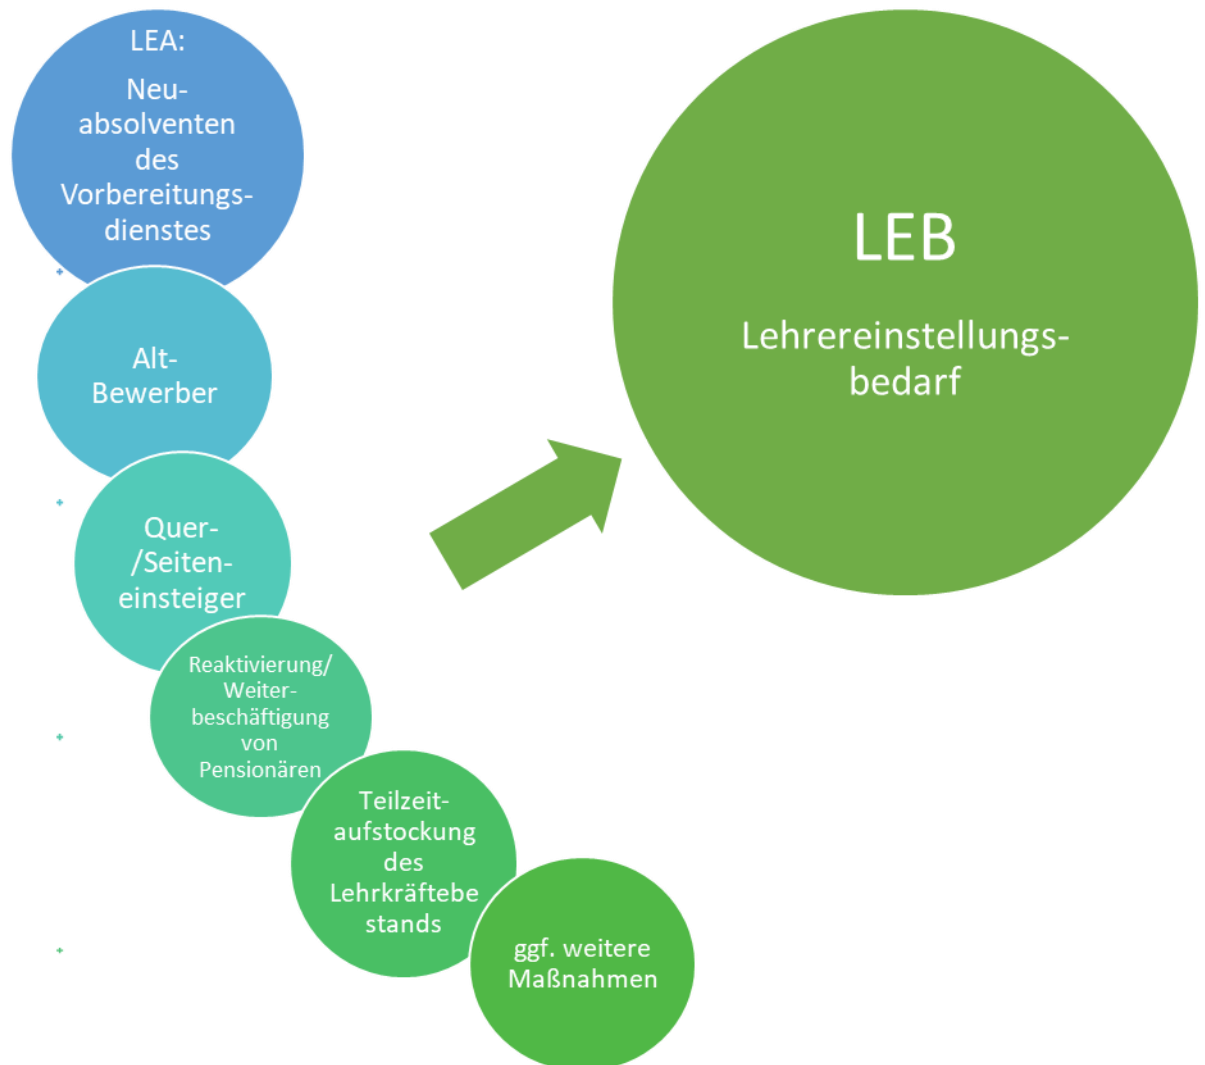 LEA:
Neu-
absolventen
des
Vorbereitungs-
dienstes
Alt-
Bewerber
Quer-
/Seiten-
einsteiger
Reaktivierung/
Weiter-
beschäftigung
von
Pensionären
Teilzeit-
aufstockung
des
Lehrkräftebe
stands
ggf. weitere
Maßnahmen
LEB
Lehrereinstellungs-
bedarf